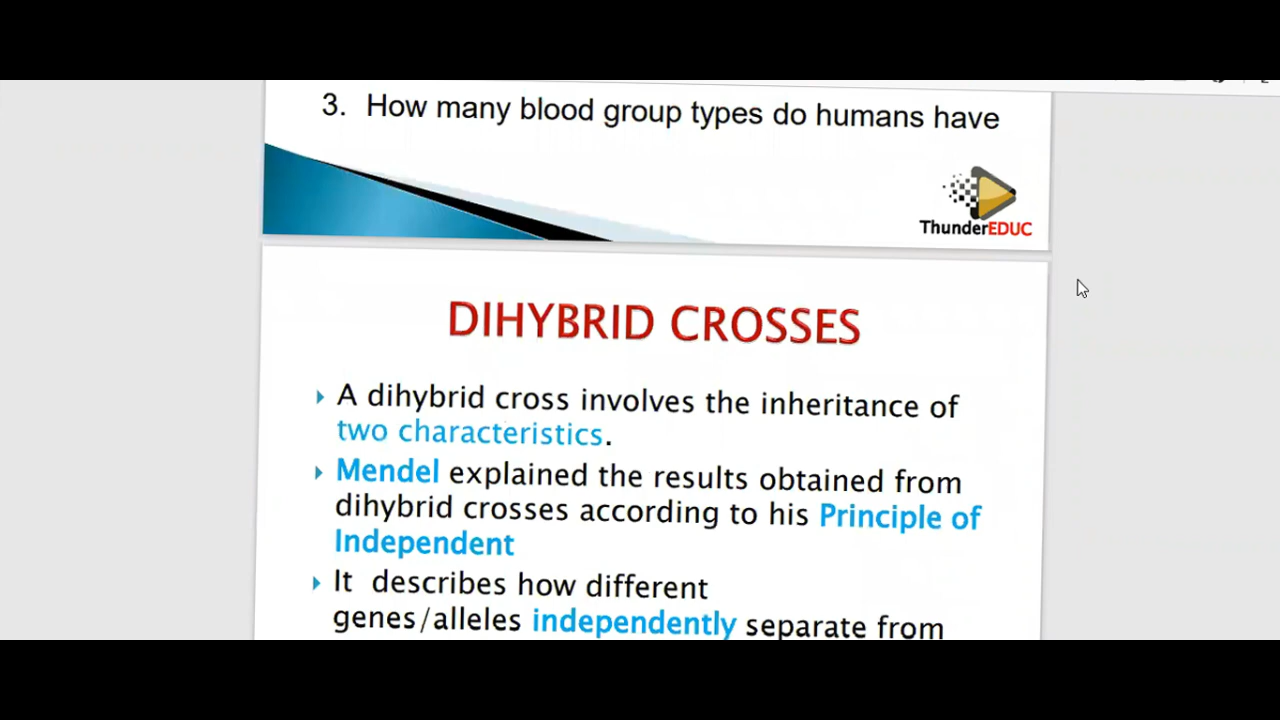 3. How many blood group types do humans have
ThunderEDUC
DIHYBRID CROSSES
A dihybrid cross involves the inheritance of
two characteristics.
Mendel explained the results obtained from
dihybrid crosses according to his Principle of
Independent
It describes how different
genes/alleles independently separate from